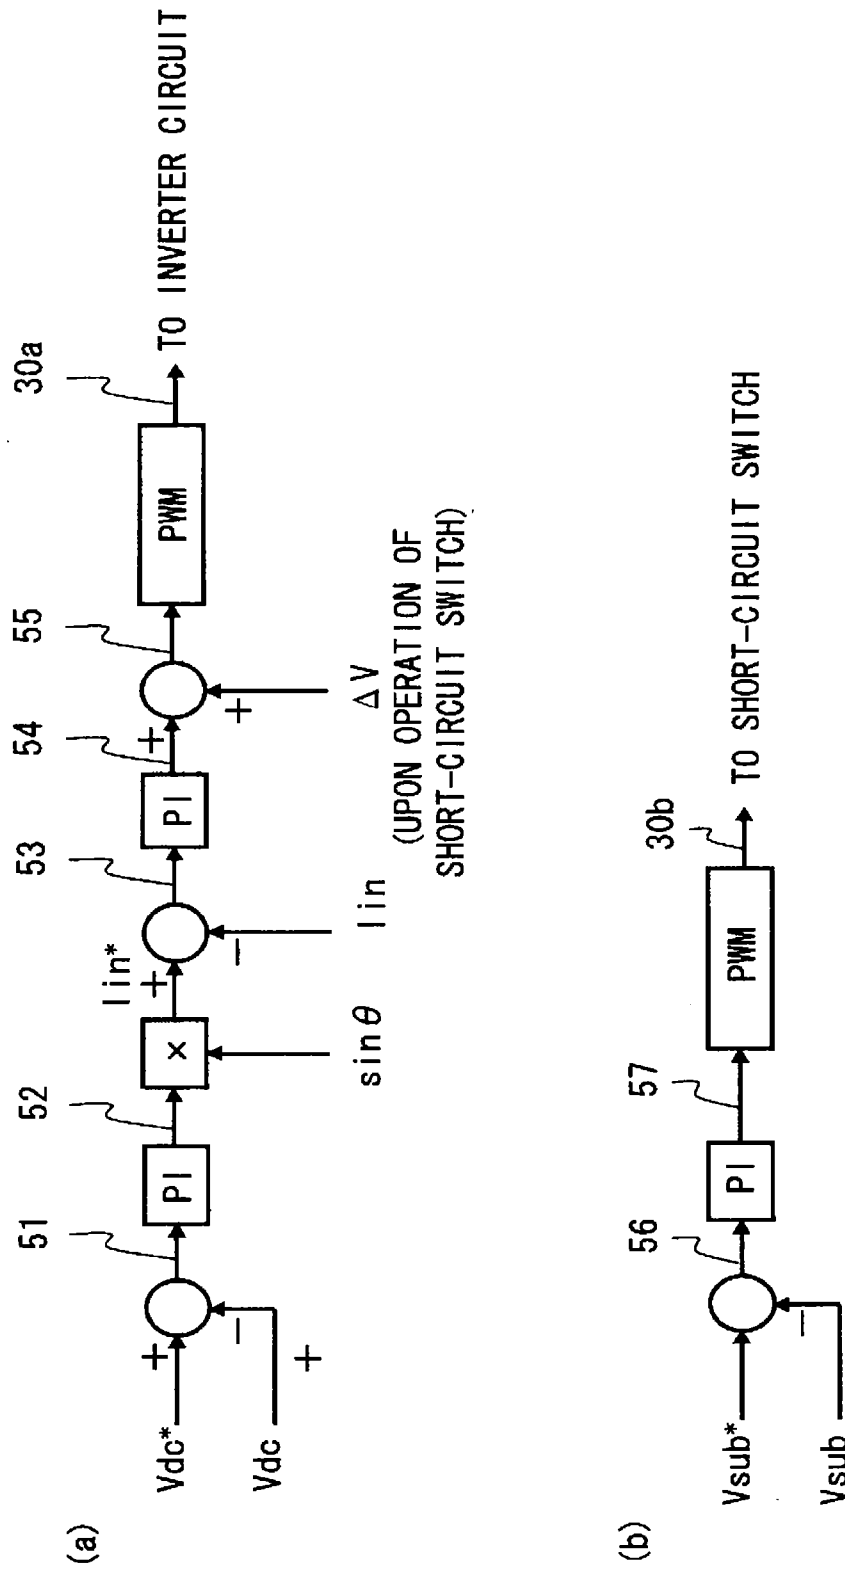 (a)
Vdc*
+
−
Vdc
+
51
PI
52
×
sinθ
Iin*
+
−
Iin
53
PI
54
+
+
ΔV
(UPON OPERATION OF
SHORT-CIRCUIT SWITCH)
55
PWM
30a
TO INVERTER CIRCUIT
(b)
Vsub*
−
Vsub
56
PI
57
PWM
30b
TO SHORT-CIRCUIT SWITCH